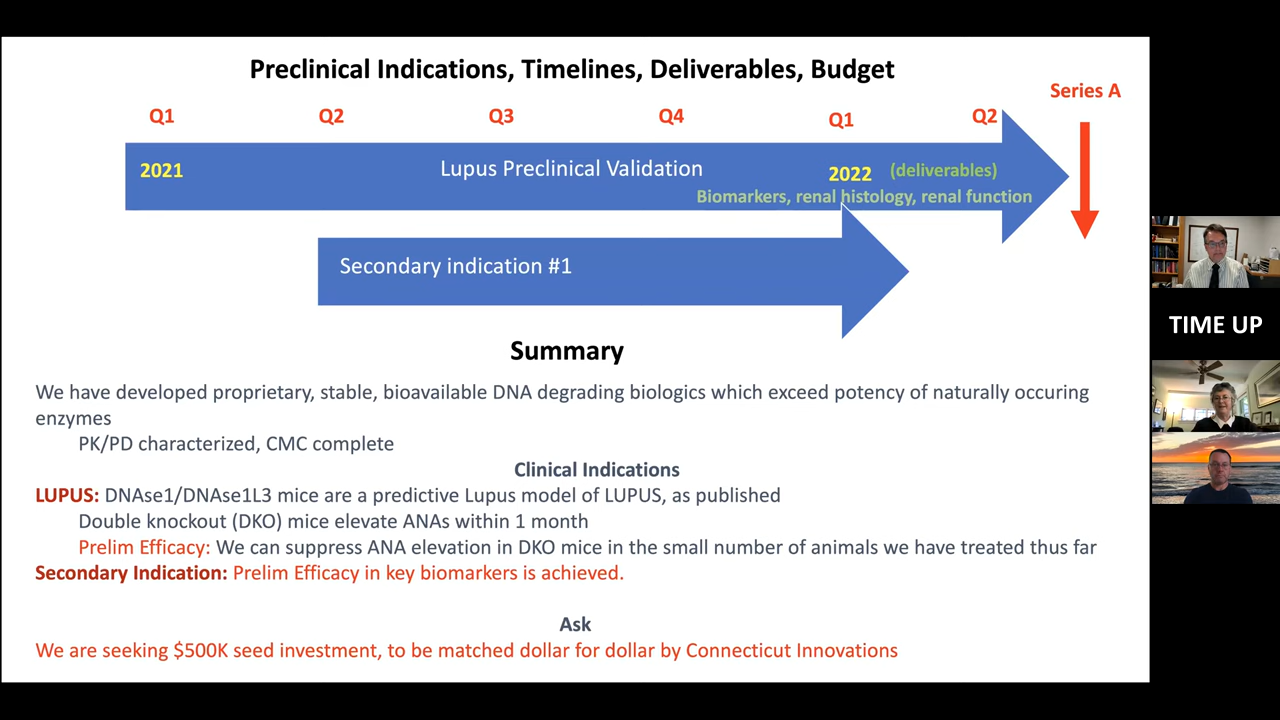 Preclinical Indications, Timelines, Deliverables, Budget
Series A
Q1 Q2 Q3 Q4 Q1 Q2
2021 Lupus Preclinical Validation 2022 (deliverables)
Biomarkers, renal histology, renal function
Secondary indication #1
TIME UP
Summary
We have developed proprietary, stable, bioavailable DNA degrading biologics which exceed potency of naturally occuring
enzymes
PK/PD characterized, CMC complete
Clinical Indications
LUPUS: DNAse1/DNAse1L3 mice are a predictive Lupus model of LUPUS, as published
Double knockout (DKO) mice elevate ANAs within 1 month
Prelim Efficacy: We can suppress ANA elevation in DKO mice in the small number of animals we have treated thus far
Secondary Indication: Prelim Efficacy in key biomarkers is achieved.
Ask
We are seeking $500K seed investment, to be matched dollar for dollar by Connecticut Innovations